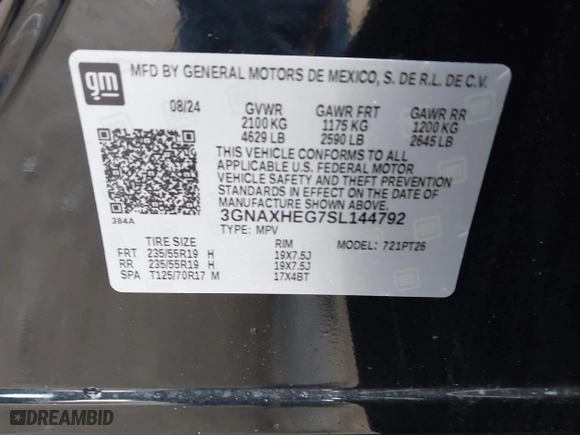 gm
MFD BY GENERAL MOTORS DE MEXICO, S. DE R.L. DE C.V.
08/24 GVWR GAWR FRT GAWR RR
2100 KG 1175 KG 1200 KG
4629 LB 2590 LB 2645 LB
THIS VEHICLE CONFORMS TO ALL
APPLICABLE U.S. FEDERAL MOTOR
VEHICLE SAFETY AND THEFT PREVENTION
STANDARDS IN EFFECT ON THE DATE OF
MANUFACTURE SHOWN ABOVE.
384A
3GNAXHEG7SL144792
TYPE: MPV MODEL: 721PT26
TIRE SIZE RIM
FRT 235/55R19 H 19X7.5J
RR 235/55R19 H 19X7.5J
SPA T125/70R17 M 17X4BT
DREAMBID